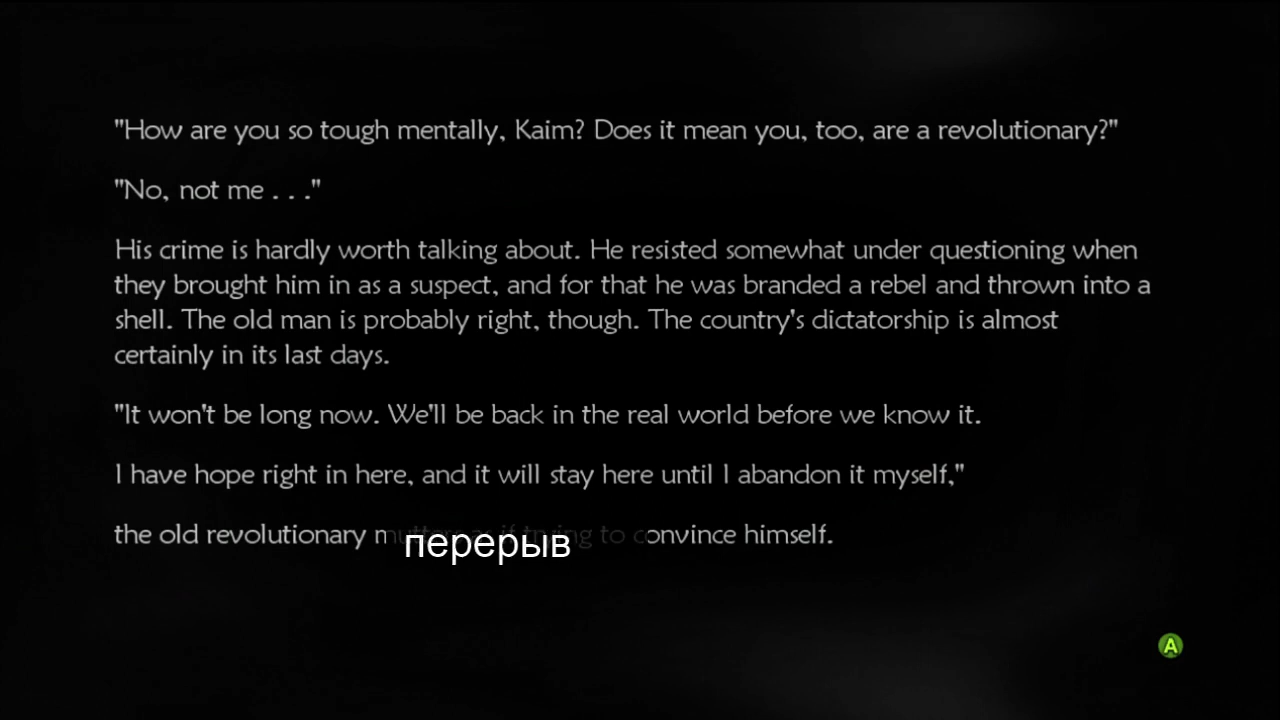 "How are you so tough mentally, Kaim? Does it mean you, too, are a revolutionary?"
"No, not me . . ."
His crime is hardly worth talking about. He resisted somewhat under questioning when
they brought him in as a suspect, and for that he was branded a rebel and thrown into a
shell. The old man is probably right, though. The country's dictatorship is almost
certainly in its last days.
"It won't be long now. We'll be back in the real world before we know it.
I have hope right in here, and it will stay here until I abandon it myself,"
the old revolutionary to convince himself.
перерыв
A